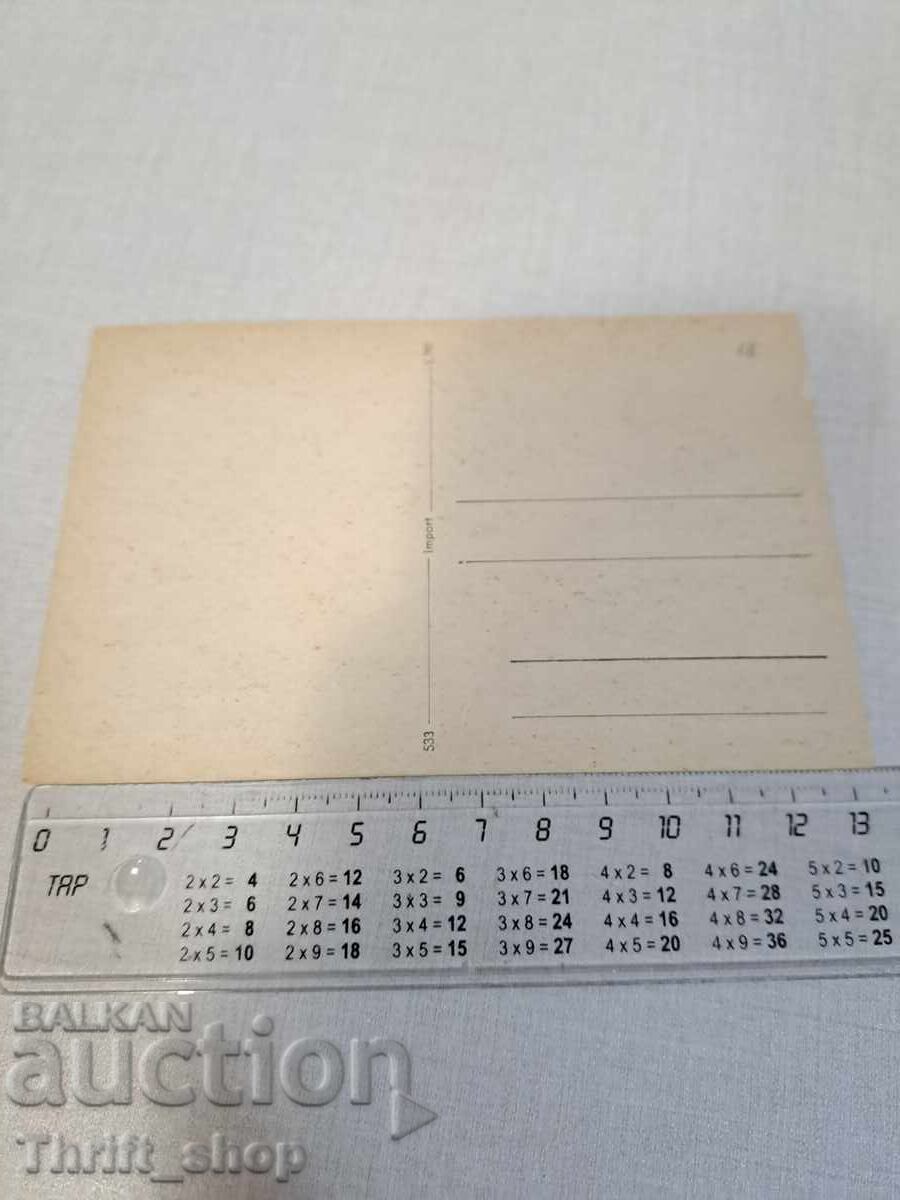 Import
533
0 1 2 3 4 5 6 7 8 9 10 11 12 13
TAP
2 x 2 = 4 2 x 6 = 12 3 x 2 = 6 3 x 6 = 18 4 x 2 = 8 4 x 6 = 24 5 x 2 = 10
2 x 3 = 6 2 x 7 = 14 3 x 3 = 9 3 x 7 = 21 4 x 3 = 12 4 x 7 = 28 5 x 3 = 15
2 x 4 = 8 2 x 8 = 16 3 x 4 = 12 3 x 8 = 24 4 x 4 = 16 4 x 8 = 32 5 x 4 = 20
2 x 5 = 10 2 x 9 = 18 3 x 5 = 15 3 x 9 = 27 4 x 5 = 20 4 x 9 = 36 5 x 5 = 25
BALKAN
auction
Thrift_shop